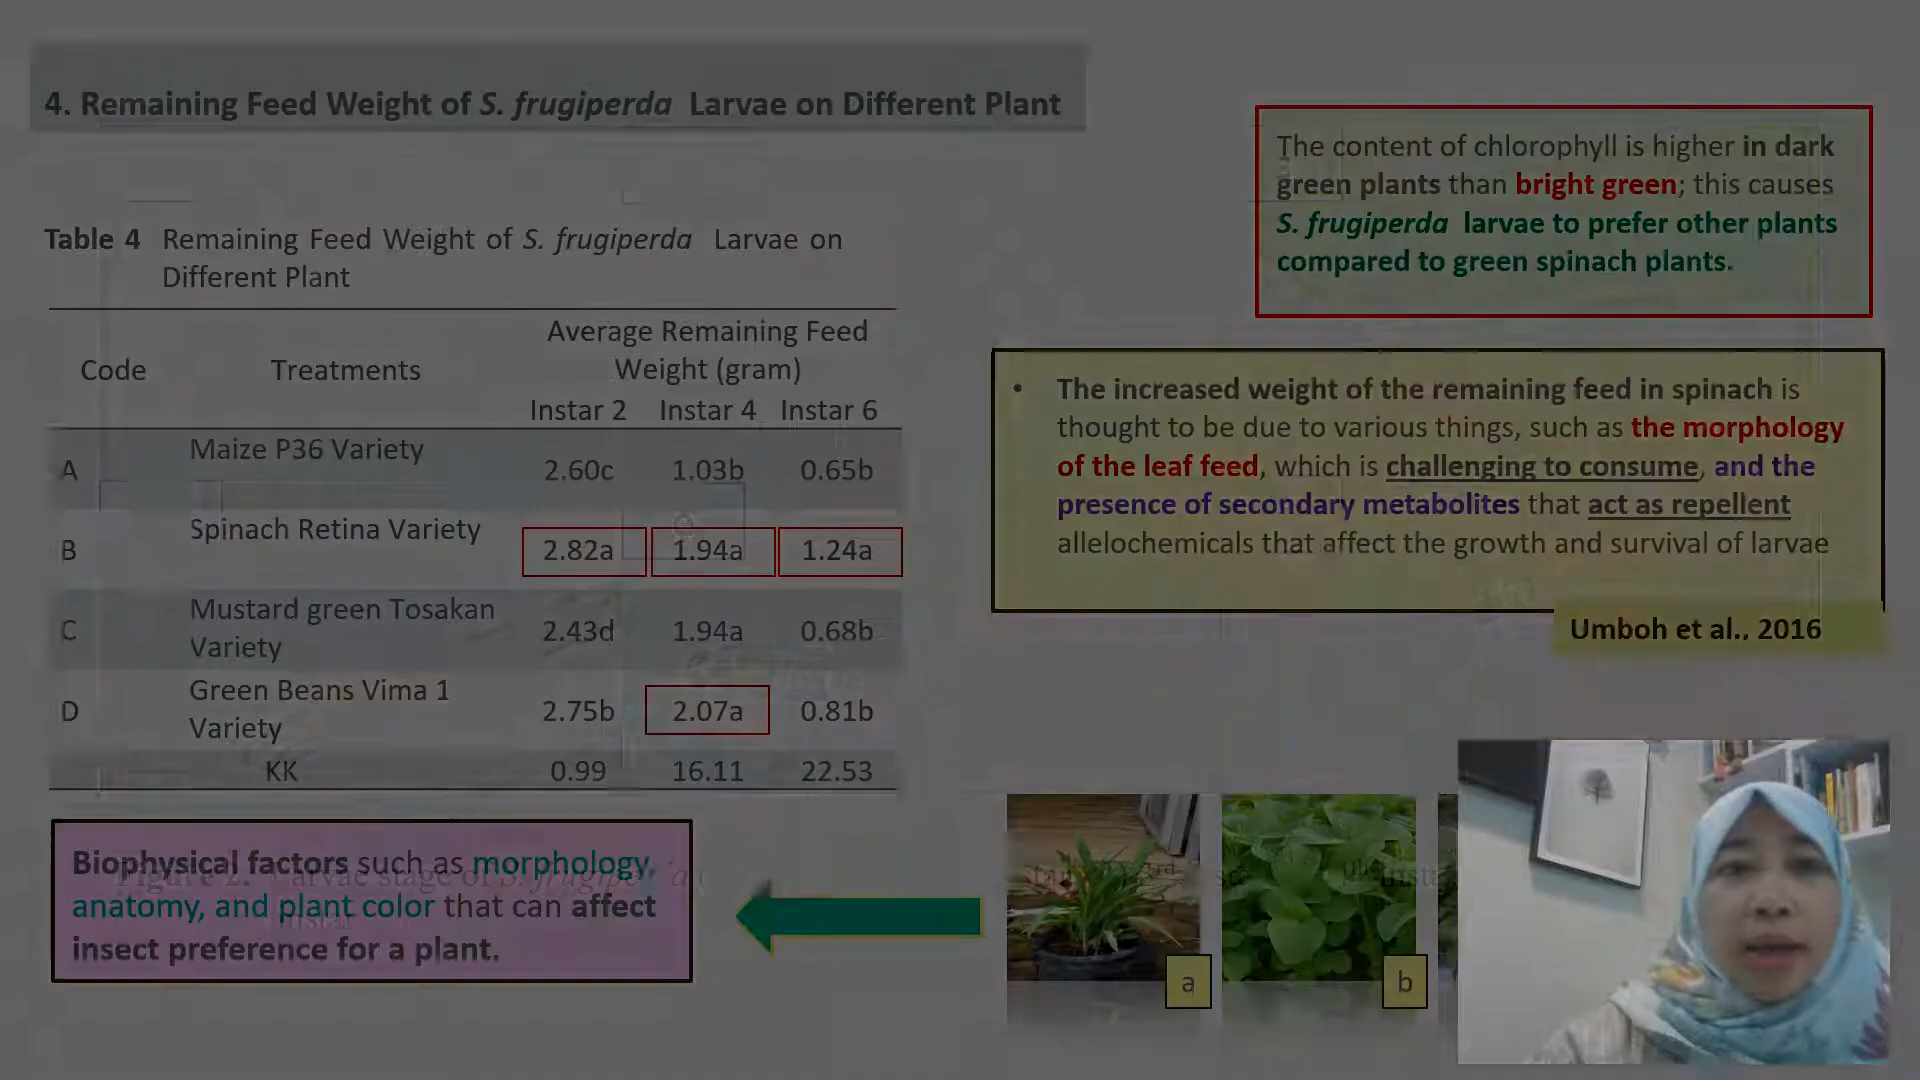 4. Remaining Feed Weight of S. frugiperda Larvae on Different Plant
The content of chlorophyll is higher in dark
green plants than bright green; this causes
S. frugiperda larvae to prefer other plants
compared to green spinach plants.
Table 4 Remaining Feed Weight of S. frugiperda Larvae on
Different Plant
Code Treatments Average Remaining Feed
Weight (gram)
Instar 2 Instar 4 Instar 6
A Maize P36 Variety 2.60c 1.03b 0.65b
B Spinach Retina Variety 2.82a 1.94a 1.24a
C Mustard green Tosakan
Variety 2.43d 1.94a 0.68b
D Green Beans Vima 1
Variety 2.75b 2.07a 0.81b
KK 0.99 16.11 22.53
• The increased weight of the remaining feed in spinach is
thought to be due to various things, such as the morphology
of the leaf feed, which is challenging to consume, and the
presence of secondary metabolites that act as repellent
allelochemicals that affect the growth and survival of larvae
Umboh et al., 2016
Biophysical factors such as morphology,
anatomy, and plant color that can affect
insect preference for a plant.
a
b
Figure 2. Larvae stage of S. frugiperda